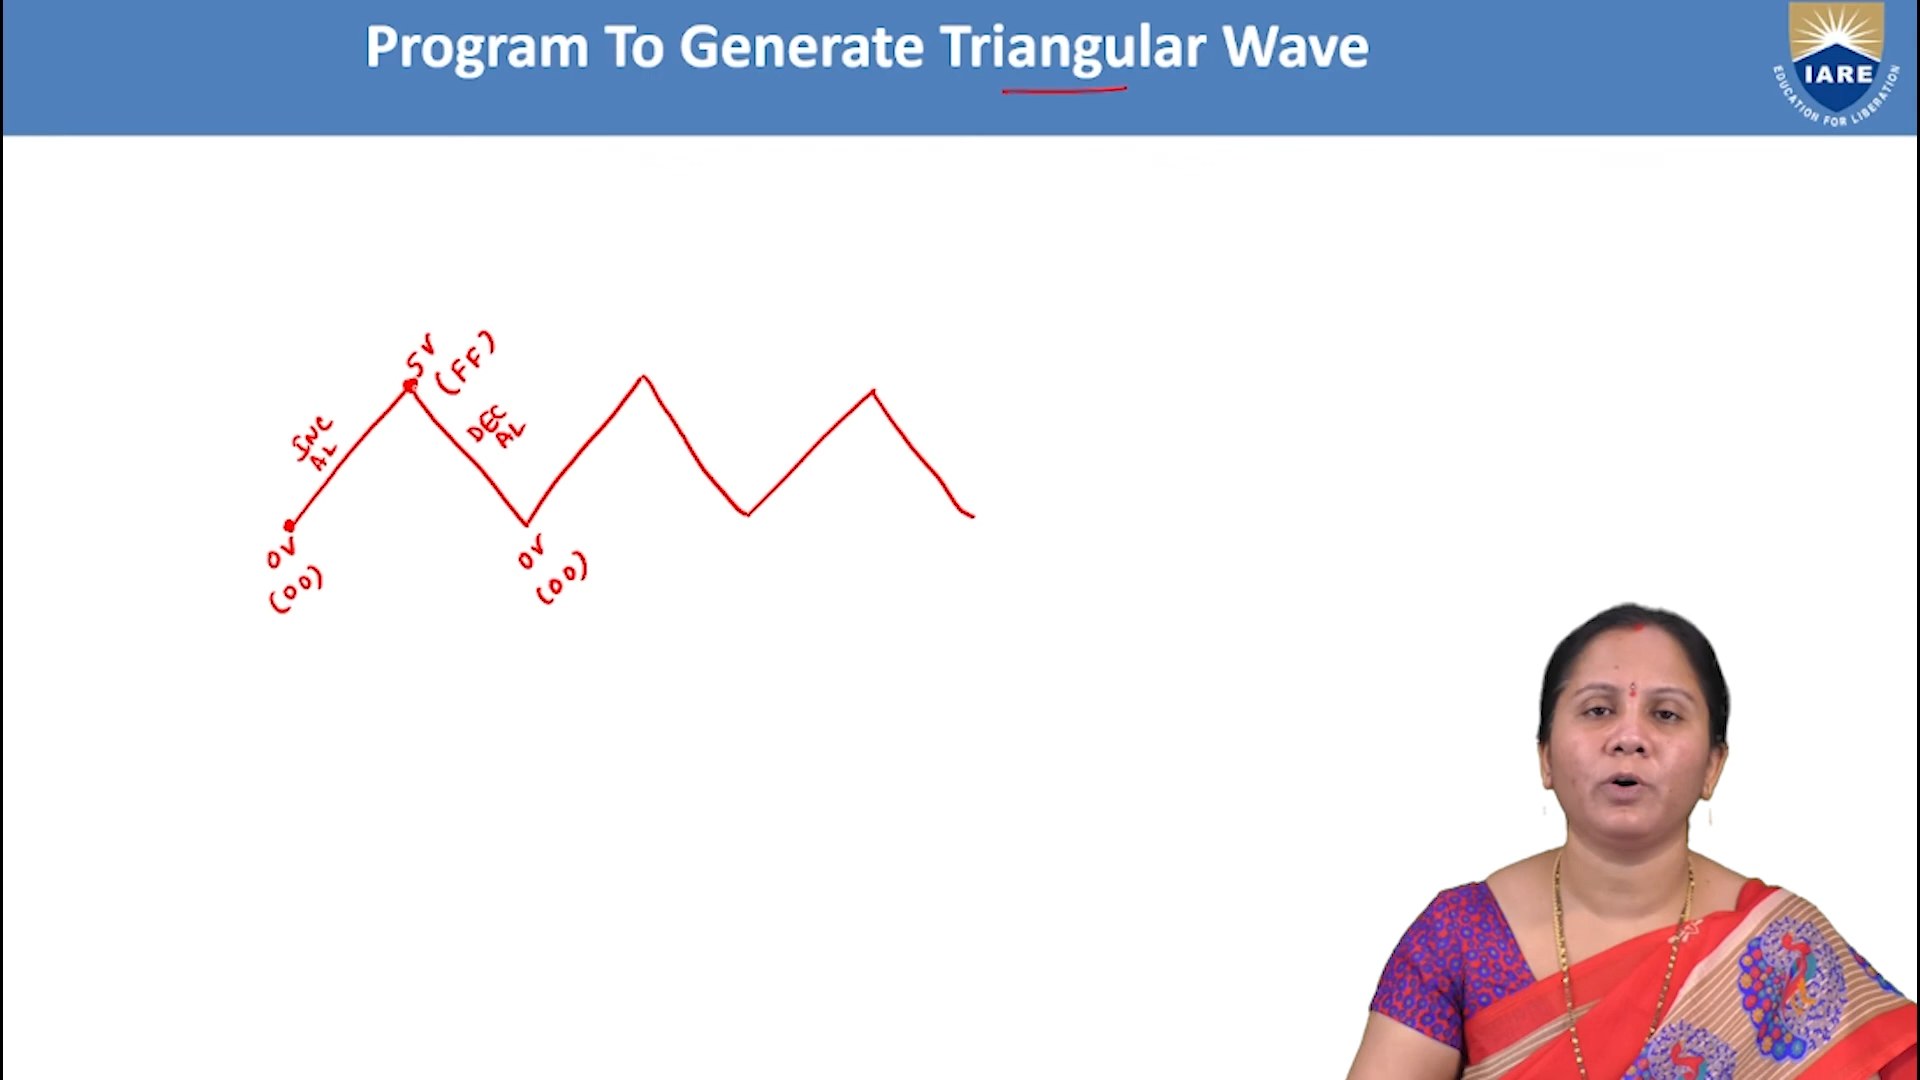 Program To Generate Triangular Wave
IARE
EDUCATION FOR LIBERATION
5V
(FF)
INC
AL
DEC
AL
0V
(00)
0V
(00)